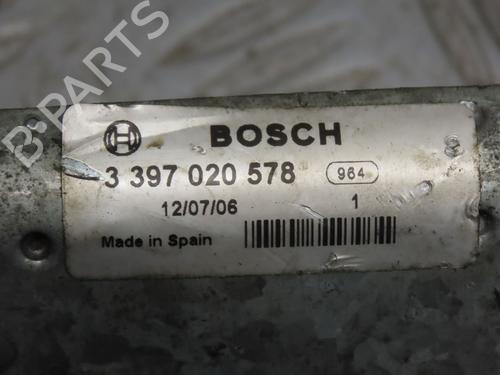 B-PARTS
BOSCH
3 397 020 578 964
12/07/06 1
Made in Spain